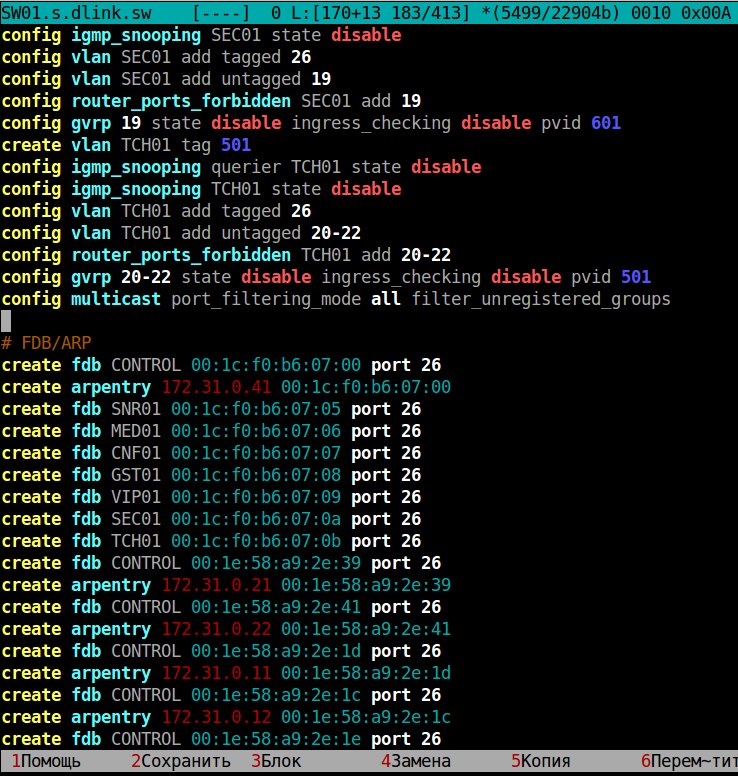 SW01.s.dlink.sw [----] 0 L:[170+13 183/413] *(5499/22904b) 0010 0x00A
config igmp_snooping SEC01 state disable
config vlan SEC01 add tagged 26
config vlan SEC01 add untagged 19
config router_ports_forbidden SEC01 add 19
config gvrp 19 state disable ingress_checking disable pvid 601
create vlan TCH01 tag 501
config igmp_snooping querier TCH01 state disable
config igmp_snooping TCH01 state disable
config vlan TCH01 add tagged 26
config vlan TCH01 add untagged 20-22
config router_ports_forbidden TCH01 add 20-22
config gvrp 20-22 state disable ingress_checking disable pvid 501
config multicast port_filtering_mode all filter_unregistered_groups
# FDB/ARP
create fdb CONTROL 00:1c:f0:b6:07:00 port 26
create arpentry 172.31.0.41 00:1c:f0:b6:07:00
create fdb SNR01 00:1c:f0:b6:07:05 port 26
create fdb MED01 00:1c:f0:b6:07:06 port 26
create fdb CNF01 00:1c:f0:b6:07:07 port 26
create fdb GST01 00:1c:f0:b6:07:08 port 26
create fdb VIP01 00:1c:f0:b6:07:09 port 26
create fdb SEC01 00:1c:f0:b6:07:0a port 26
create fdb TCH01 00:1c:f0:b6:07:0b port 26
create fdb CONTROL 00:1e:58:a9:2e:39 port 26
create arpentry 172.31.0.21 00:1e:58:a9:2e:39
create fdb CONTROL 00:1e:58:a9:2e:41 port 26
create arpentry 172.31.0.22 00:1e:58:a9:2e:41
create fdb CONTROL 00:1e:58:a9:2e:1d port 26
create arpentry 172.31.0.11 00:1e:58:a9:2e:1d
create fdb CONTROL 00:1e:58:a9:2e:1c port 26
create arpentry 172.31.0.12 00:1e:58:a9:2e:1c
create fdb CONTROL 00:1e:58:a9:2e:1e port 26
1Помощь 2Сохранить 3Блок 4Замена 5Копия 6Перем~тит